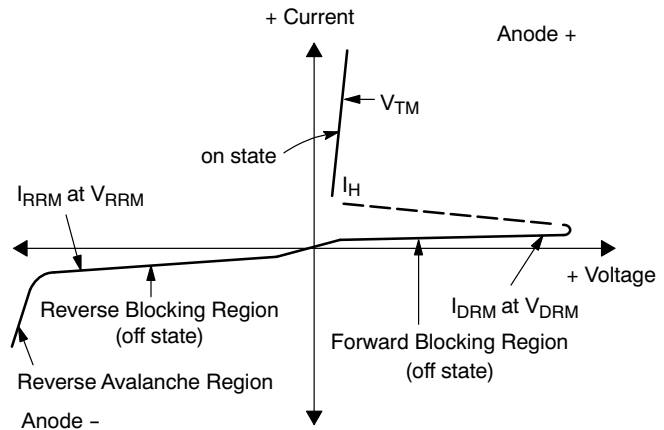 + Current
Anode +
V_TM
on state
I_H
I_RRM at V_RRM
+ Voltage
Reverse Blocking Region
(off state)
I_DRM at V_DRM
Forward Blocking Region
(off state)
Reverse Avalanche Region
Anode –